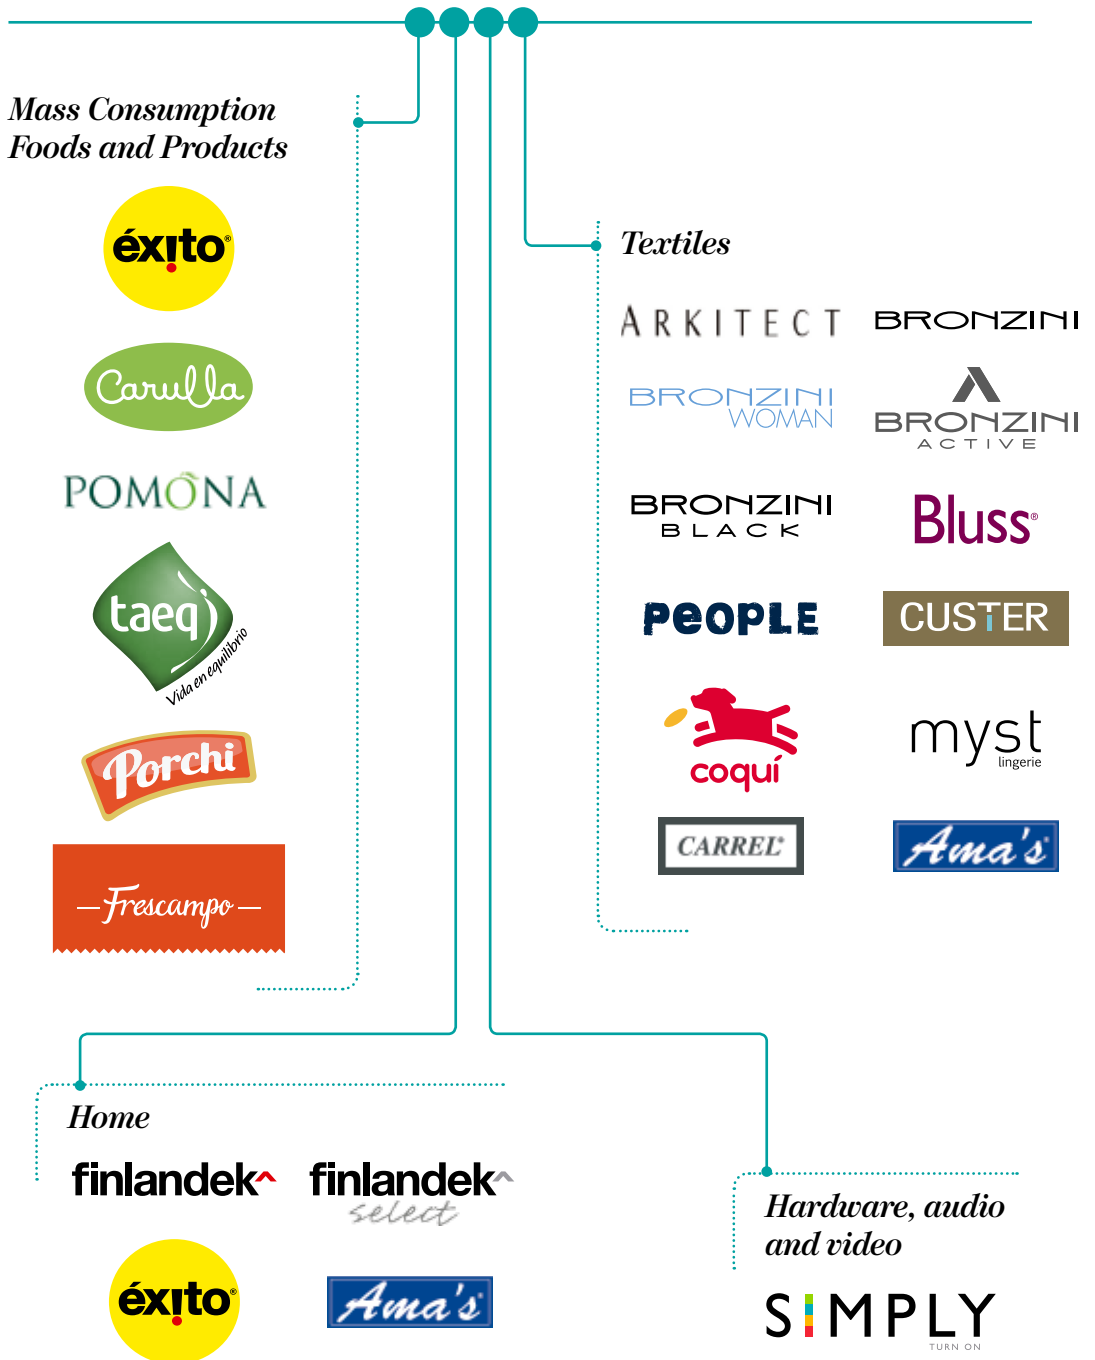 Mass Consumption
Foods and Products
éxito®
Carulla
POMONA
taeq
Vida en equilibrio
Porchi
Frescampo
Textiles
ARKITECT
BRONZINI
BRONZINI
WOMAN
BRONZINI
ACTIVE
BRONZINI
BLACK
Bluss®
PEOPLE
CUSTER
coquí
myst
lingerie
CARREL®
Ama's
Home
finlandek
finlandek
select
éxito®
Ama's
Hardware, audio
and video
SIMPLY
TURN ON